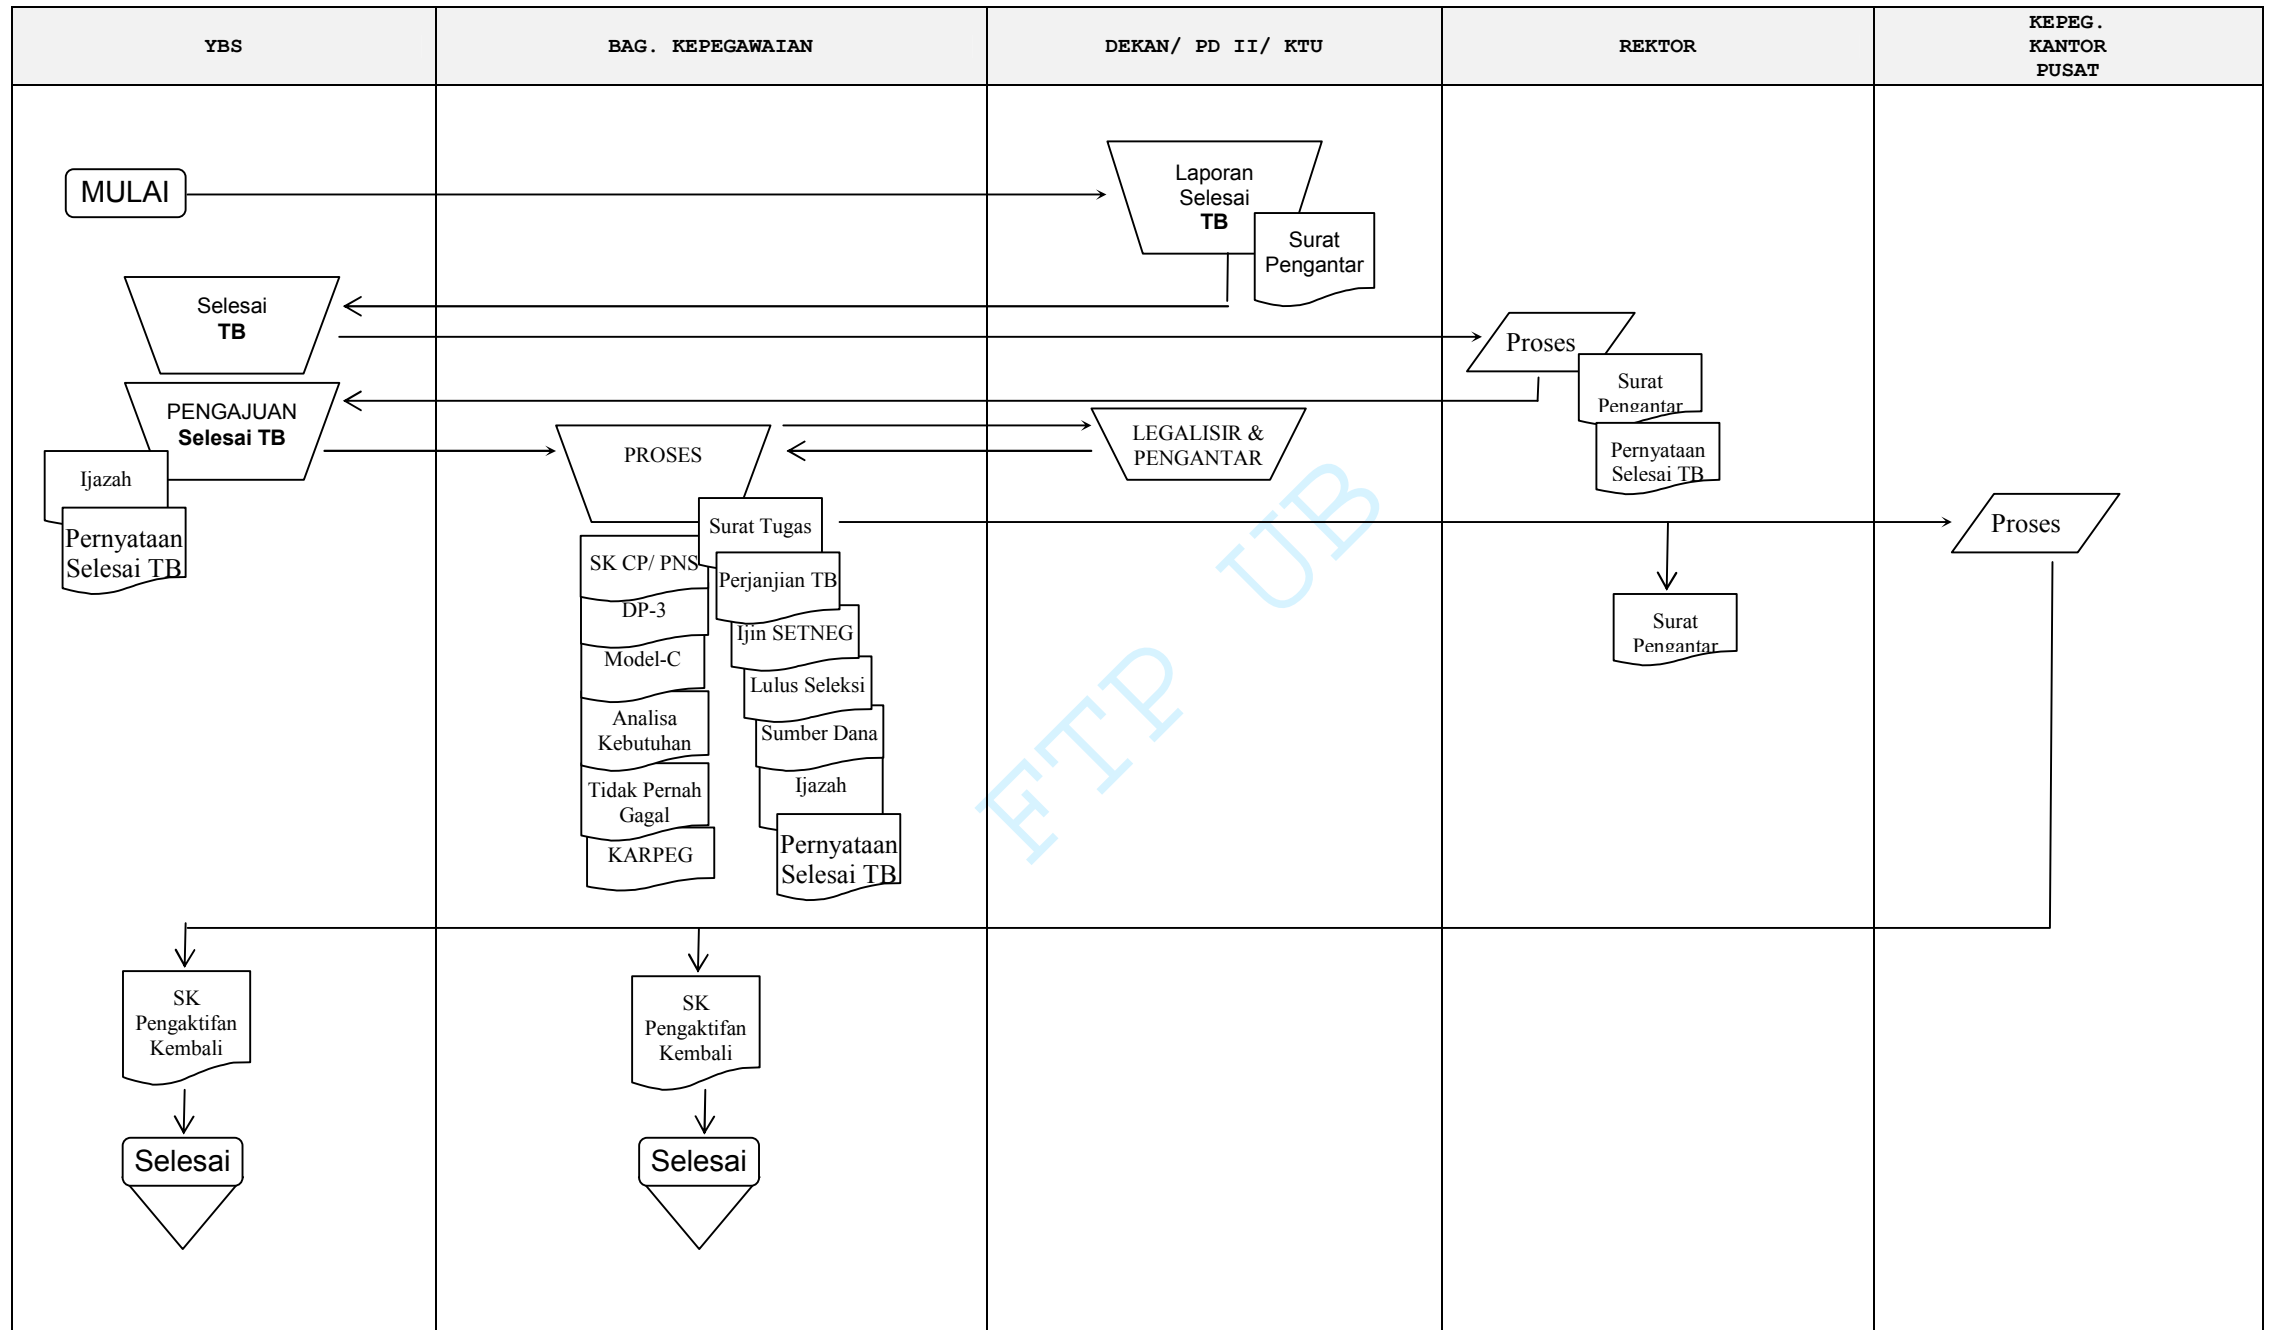 YBS
BAG. KEPEGAWAIAN
DEKAN/ PD II/ KTU
REKTOR
KEPEG.
KANTOR
PUSAT
MULAI
Laporan
Selesai
TB
Surat
Pengantar
Selesai
TB
Proses
Surat
Pengantar
Pernyataan
Selesai TB
PENGAJUAN
Selesai TB
Ijazah
Pernyataan
Selesai TB
PROSES
LEGALISIR &
PENGANTAR
Proses
Surat Tugas
SK CP/ PNS
Perjanjian TB
DP-3
Ijin SETNEG
Model-C
Lulus Seleksi
Analisa
Kebutuhan
Sumber Dana
Tidak Pernah
Gagal
Ijazah
KARPEG
Pernyataan
Selesai TB
Surat
Pengantar
SK
Pengaktifan
Kembali
SK
Pengaktifan
Kembali
Selesai
Selesai
FTP UB